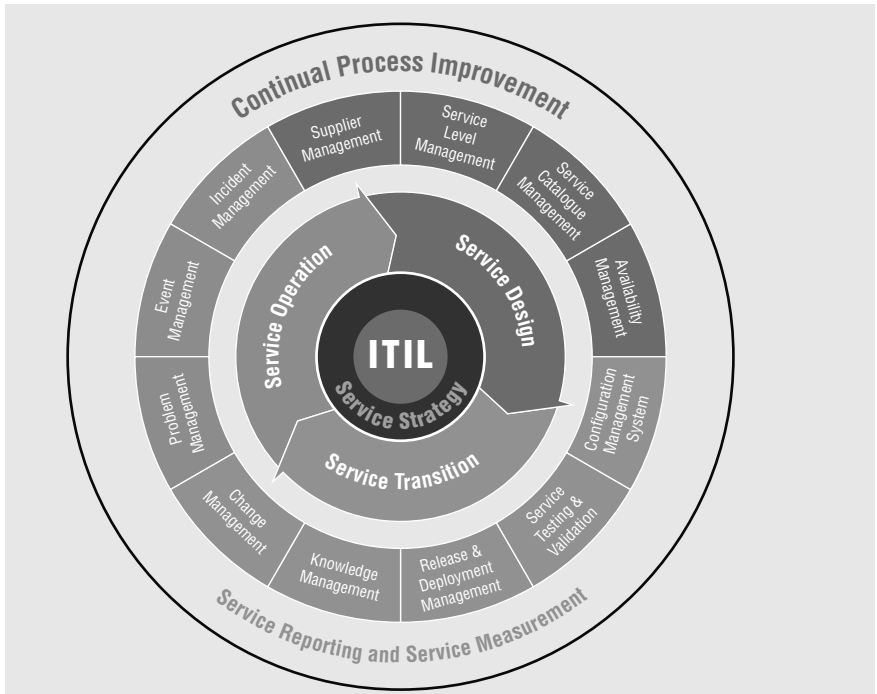 Continual Process Improvement
Supplier
Management
Service
Level
Management
Service
Catalogue
Management
Availability
Management
Configuration
Management
System
Service
Testing &
Validation
Release &
Deployment
Management
Knowledge
Management
Change
Management
Problem
Management
Event
Management
Incident
Management
Service Design
Service Transition
Service Operation
ITIL
Service Strategy
Service Reporting and Service Measurement